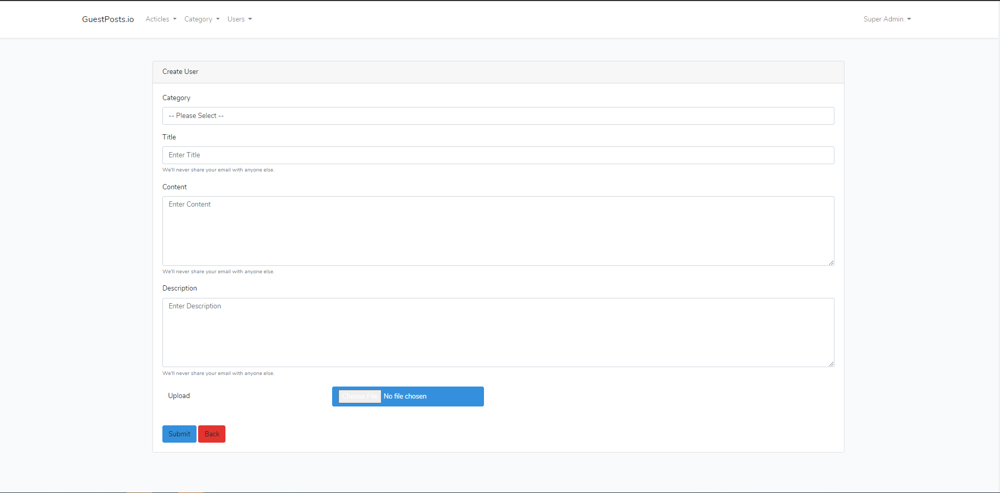 GuestPosts.io Acticles Category Users Super Admin
Create User
Category
-- Please Select --
Title
Enter Title
We'll never share your email with anyone else.
Content
Enter Content
We'll never share your email with anyone else.
Description
Enter Description
We'll never share your email with anyone else.
Upload Choose File No file chosen
Submit Back